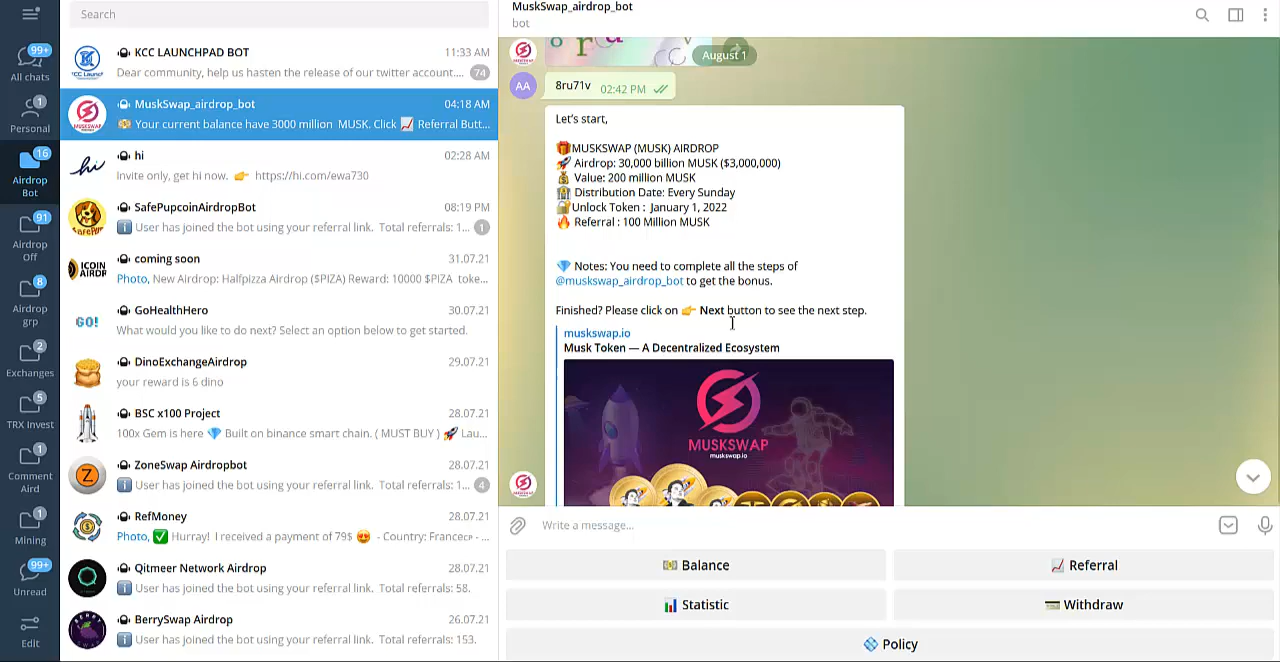 Search
MuskSwap_airdrop_bot
bot
99+
All chats
1
Personal
16
Airdrop
Bot
91
Airdrop
Off
8
Airdrop
grp
2
Exchanges
5
TRX Invest
1
Comment
Aird
1
Mining
99+
Unread
Edit
KCC LAUNCHPAD BOT 11:33 AM
Dear community, help us hasten the release of our twitter account.... 74
MuskSwap_airdrop_bot 04:18 AM
Your current balance have 3000 million MUSK. Click Referral Butt...
hi 02:28 AM
Invite only, get hi now. 👉 https://hi.com/ewa730
SafePupcoinAirdropBot 08:19 PM
User has joined the bot using your referral link. Total referrals: 1... 1
coming soon 31.07.21
Photo, New Airdrop: Halfpizza Airdrop ($PIZA) Reward: 10000 $PIZA toke...
GoHealthHero 30.07.21
What would you like to do next? Select an option below to get started.
DinoExchangeAirdrop 29.07.21
your reward is 6 dino
BSC x100 Project 28.07.21
100x Gem is here 💎 Built on binance smart chain. ( MUST BUY ) 🚀 Lau...
ZoneSwap Airdropbot 28.07.21
User has joined the bot using your referral link. Total referrals: 1... 4
RefMoney 28.07.21
Photo, ✅ Hurray! I received a payment of 79$ 😍 - Country: France - ...
Qitmeer Network Airdrop 28.07.21
User has joined the bot using your referral link. Total referrals: 58.
BerrySwap Airdrop 26.07.21
User has joined the bot using your referral link. Total referrals: 153.
August 1
AA
8ru71v 02:42 PM
Let's start,
🎁MUSKSWAP (MUSK) AIRDROP
🚀 Airdrop: 30,000 billion MUSK ($3,000,000)
💰 Value: 200 million MUSK
🏦 Distribution Date: Every Sunday
🔐Unlock Token : January 1, 2022
🔥 Referral : 100 Million MUSK
💎 Notes: You need to complete all the steps of
@muskswap_airdrop_bot to get the bonus.
Finished? Please click on 👉 Next button to see the next step.
muskswap.io
Musk Token — A Decentralized Ecosystem
MUSKSWAP
muskswap.io
Write a message...
Balance
Referral
Statistic
Withdraw
Policy